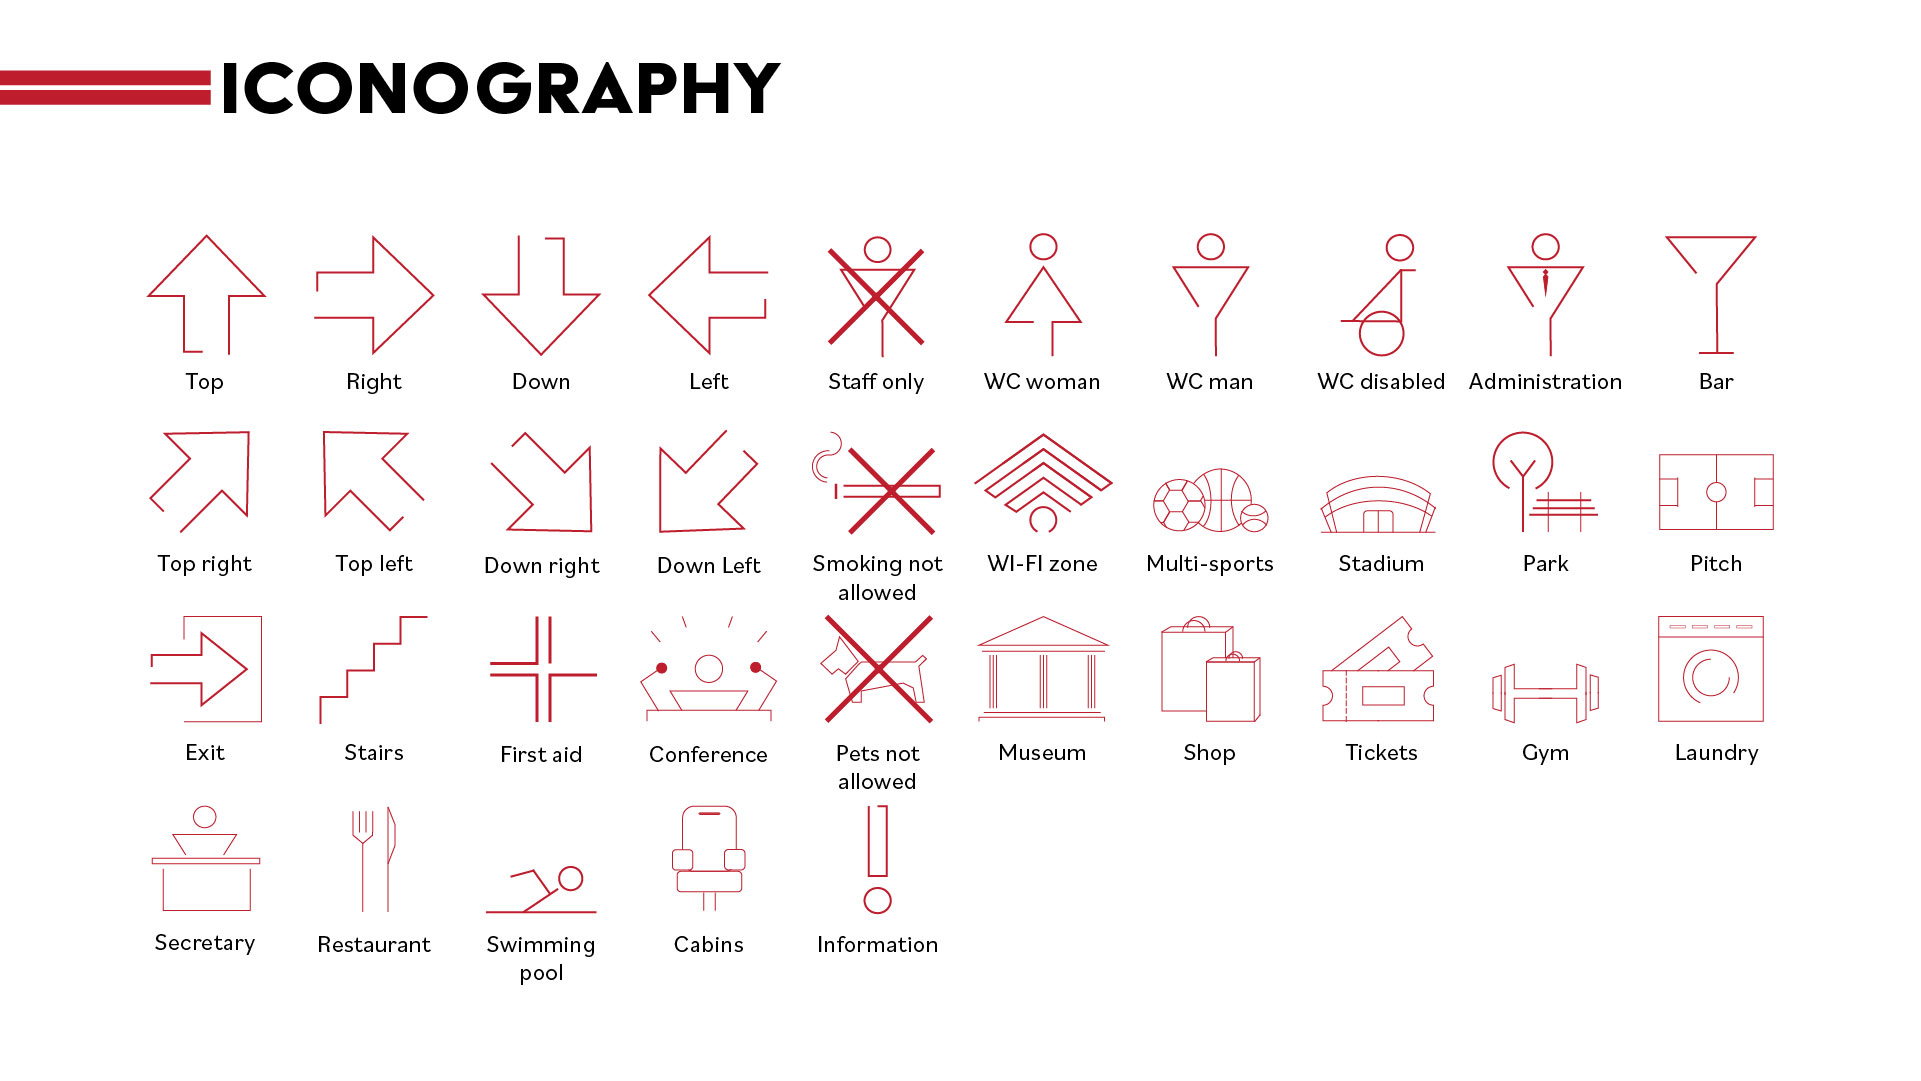 ICONOGRAPHY
Top
Right
Down
Left
Staff only
WC woman
WC man
WC disabled
Administration
Bar
Top right
Top left
Down right
Down Left
Smoking not
allowed
WI-FI zone
Multi-sports
Stadium
Park
Pitch
Exit
Stairs
First aid
Conference
Pets not
allowed
Museum
Shop
Tickets
Gym
Laundry
Secretary
Restaurant
Swimming
pool
Cabins
Information